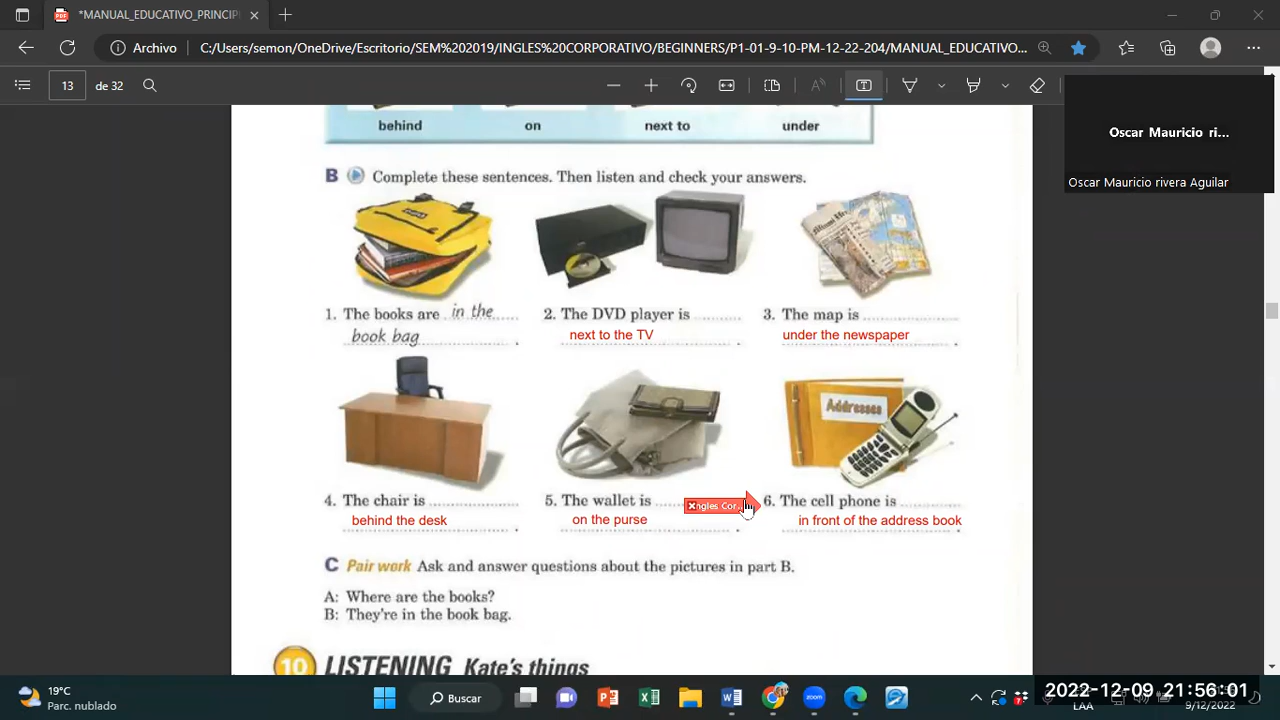 *MANUAL_EDUCATIVO_PRINCIPI
Archivo
C:/Users/semon/OneDrive/Escritorio/SEM%202019/INGLES%20CORPORATIVO/BEGINNERS/P1-01-9-10-PM-12-22-204/MANUAL_EDUCATIVO...
13 de 32
Oscar Mauricio ri...
Oscar Mauricio rivera Aguilar
behind on next to under
B Complete these sentences. Then listen and check your answers.
1. The books are in the
book bag.
2. The DVD player is
next to the TV.
3. The map is
under the newspaper.
Addresses
4. The chair is
behind the desk.
5. The wallet is
on the purse.
6. The cell phone is
in front of the address book.
Ingles Cor...
C Pair work Ask and answer questions about the pictures in part B.
A: Where are the books?
B: They're in the book bag.
10 LISTENING Kate's things
19°C
Parc. nublado
Buscar
zoom
LAA
2022-12-09 21:56:01
9/12/2022